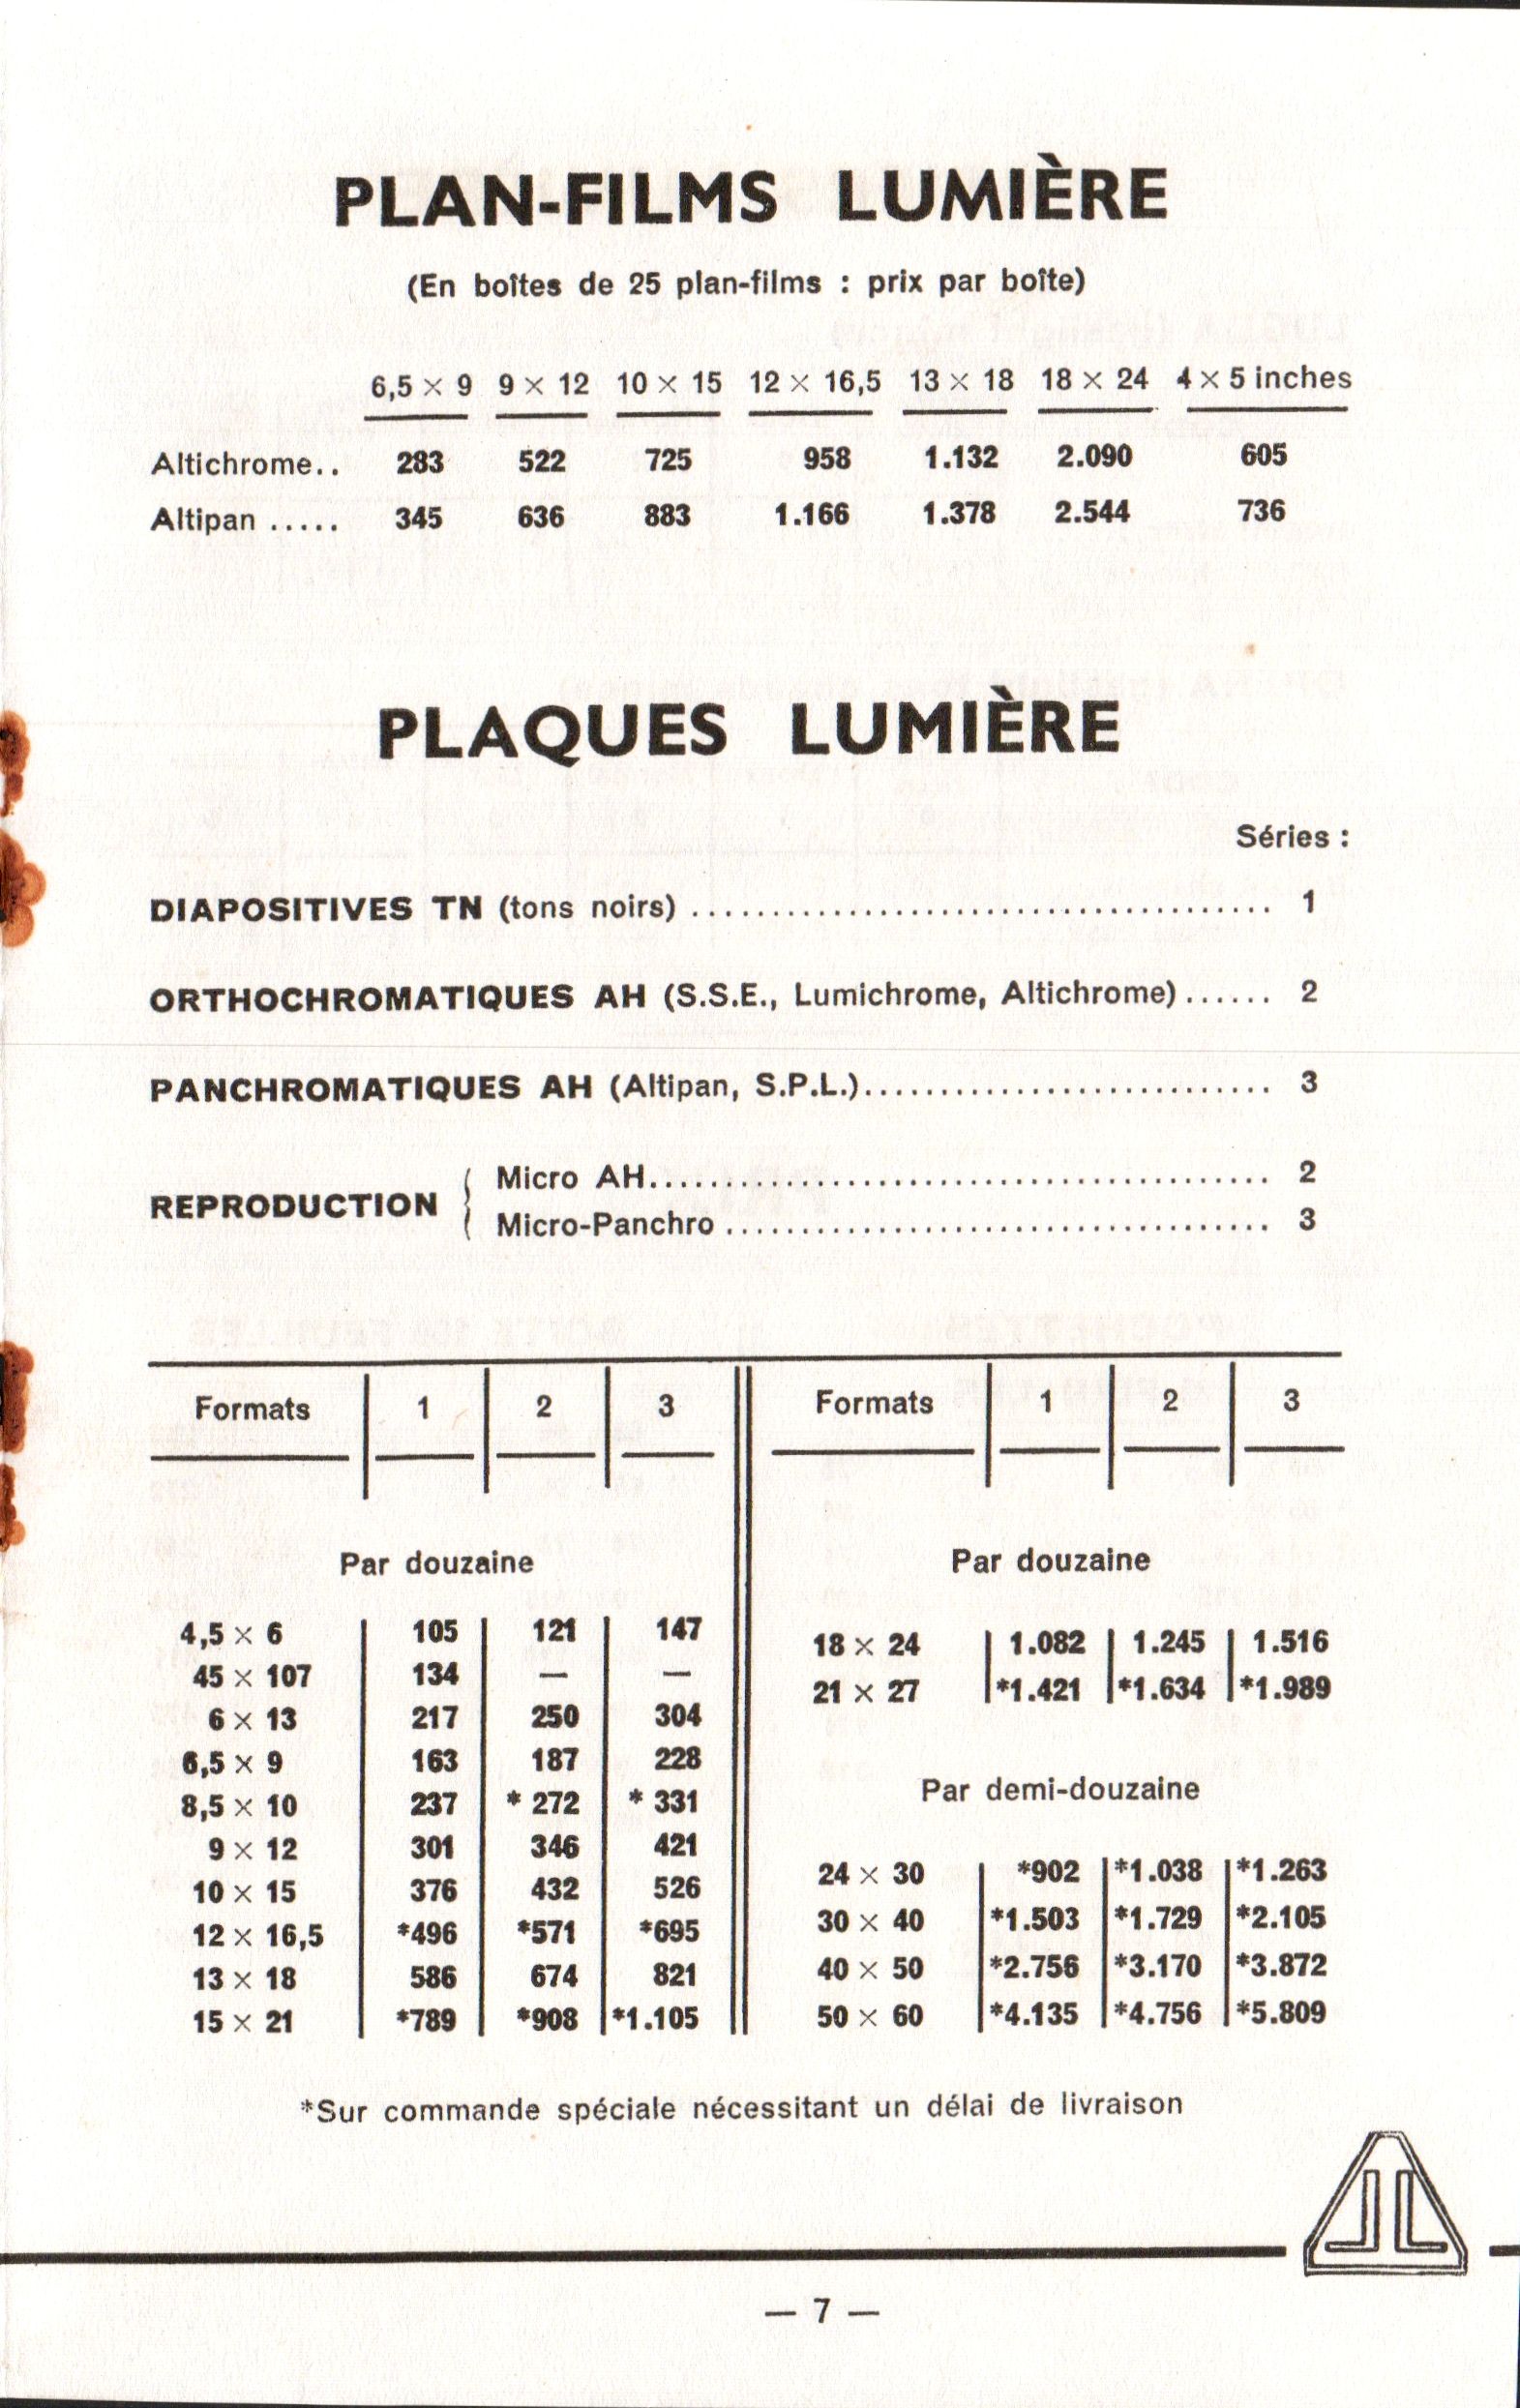 PLAN-FILMS LUMIÈRE
(En boîtes de 25 plan-films : prix par boîte)
6,5 × 9 9 × 12 10 × 15 12 × 16,5 13 × 18 18 × 24 4 × 5 inches
Altichrome.. 283 522 725 958 1.132 2.090 605
Altipan ..... 345 636 883 1.166 1.378 2.544 736
PLAQUES LUMIÈRE
Séries :
DIAPOSITIVES TN (tons noirs) ...................................... 1
ORTHOCHROMATIQUES AH (S.S.E., Lumichrome, Altichrome) ...... 2
PANCHROMATIQUES AH (Altipan, S.P.L.)........................... 3
REPRODUCTION { Micro AH......................................... 2
Micro-Panchro .................................... 3
Formats 1 2 3 Formats 1 2 3
Par douzaine
4,5 × 6 105 121 147
45 × 107 134 — —
6 × 13 217 250 304
6,5 × 9 163 187 228
8,5 × 10 237 * 272 * 331
9 × 12 301 346 421
10 × 15 376 432 526
12 × 16,5 *496 *571 *695
13 × 18 586 674 821
15 × 21 *789 *908 *1.105
Par douzaine
18 × 24 1.082 1.245 1.516
21 × 27 *1.421 *1.634 *1.989
Par demi-douzaine
24 × 30 *902 *1.038 *1.263
30 × 40 *1.503 *1.729 *2.105
40 × 50 *2.756 *3.170 *3.872
50 × 60 *4.135 *4.756 *5.809
*Sur commande spéciale nécessitant un délai de livraison
JL
— 7 —